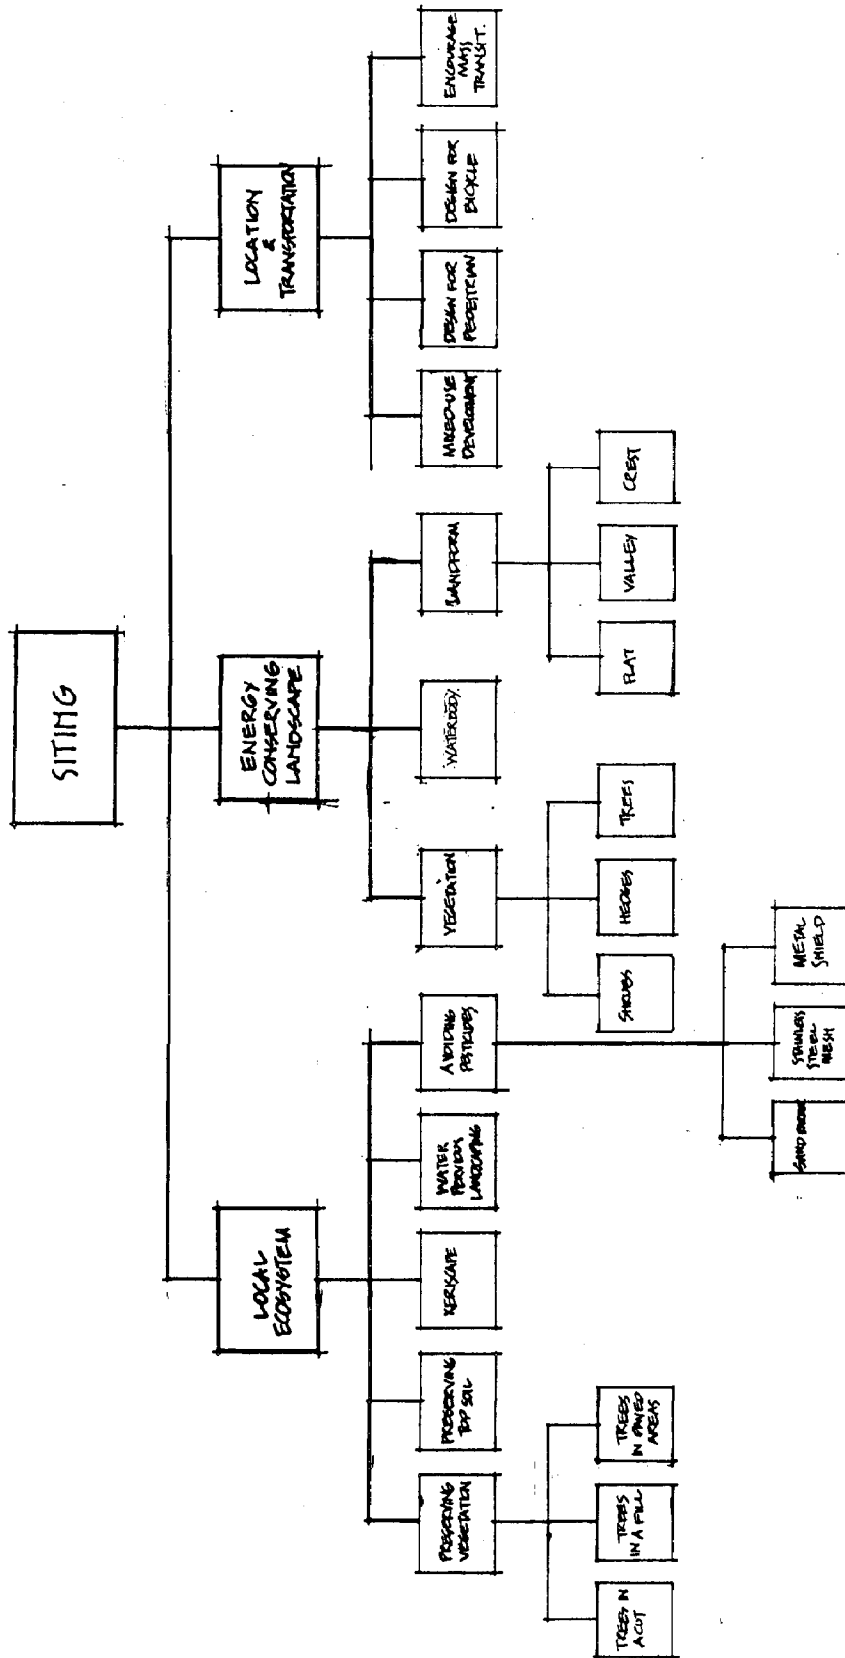 SITING
LOCAL
ECOSYSTEM
ENERGY
CONSERVING
LANDSCAPE
LOCATION
&
TRANSPORTATION
PRESERVING
VEGETATION
PRESERVING
TOP SOIL
XERISCAPE
WATER
PERVIOUS
LANDSCAPING
AVOIDING
PESTICIDES
VEGETATION
WATERBODY
LANDFORM
MIXED-USE
DEVELOPMENT
DESIGN FOR
PEDESTRIAN
DESIGN FOR
BICYCLE
ENCOURAGE
MASS
TRANSIT.
TREES IN
A CUT
TREES
IN A FILL
TREES
IN PAVED
AREAS
SHRUBS
HEDGES
TREES
FLAT
VALLEY
CREST
SAND
STAINLESS
STEEL
MESH
METAL
SHIELD